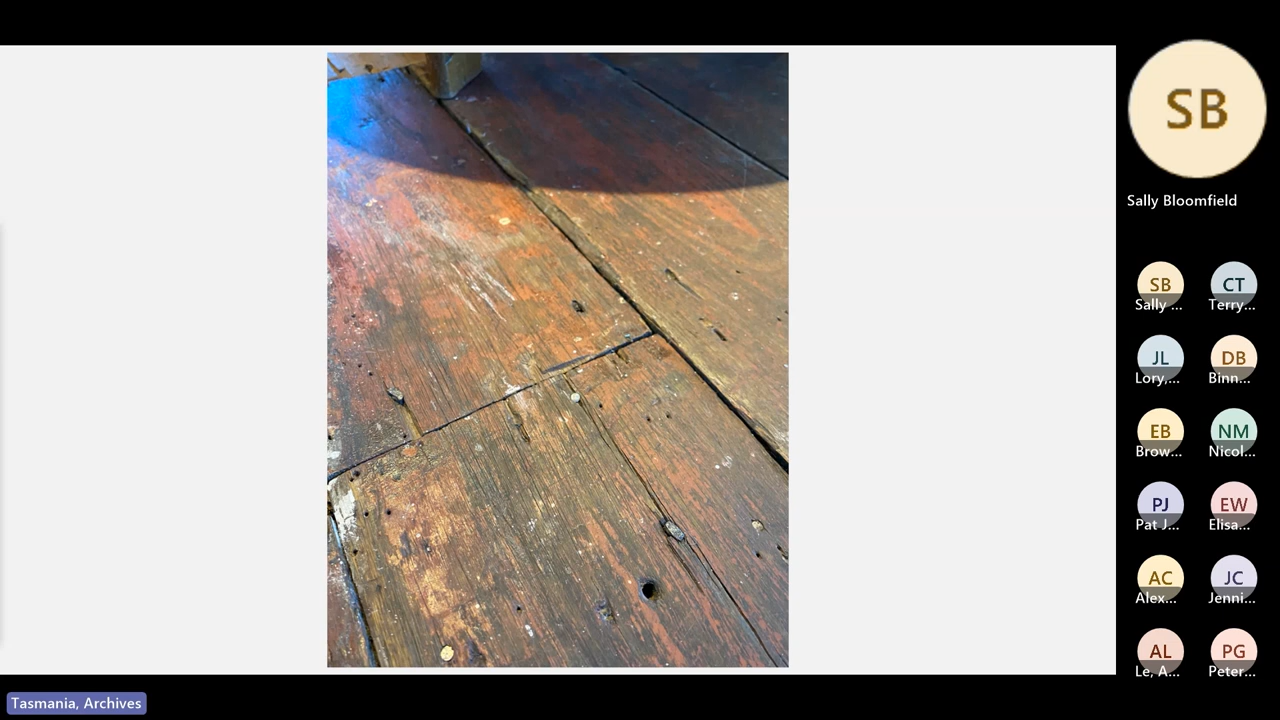 SB
Sally Bloomfield
SB CT
Sally ... Terry...
JL DB
Lory,... Binn...
EB NM
Brow... Nicol...
PJ EW
Pat J... Elisa...
AC JC
Alex... Jenni...
AL PG
Le, A... Peter...
Tasmania, Archives